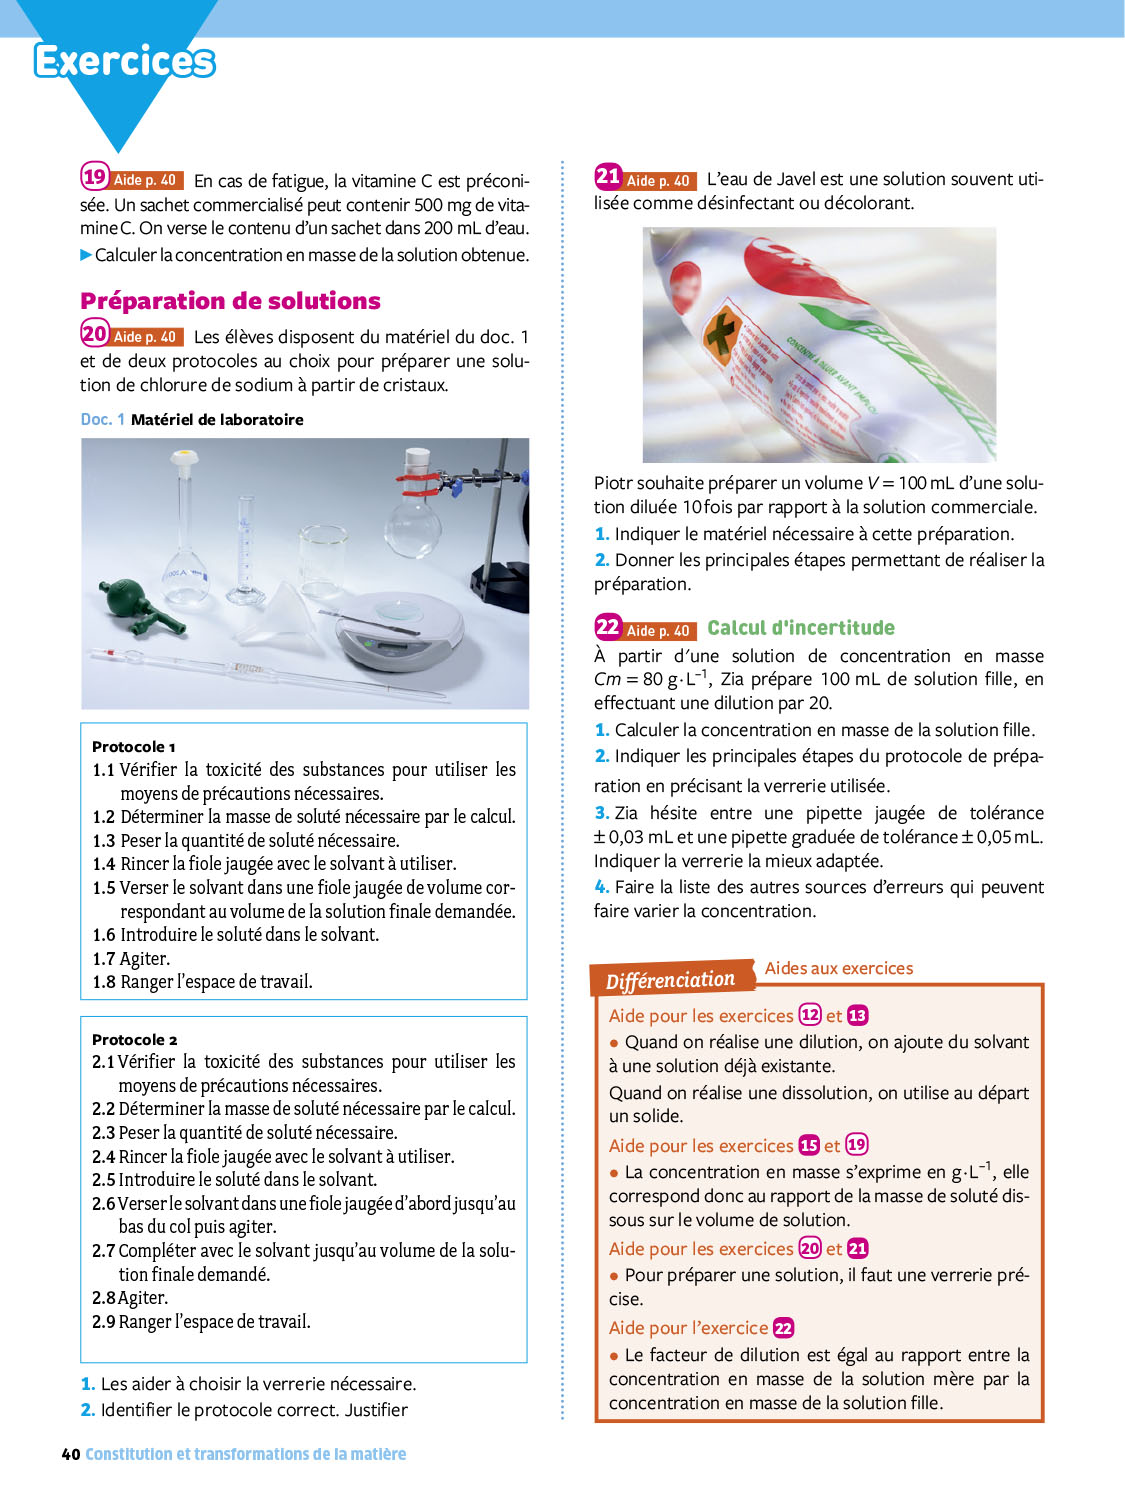 Exercices
19 Aide p. 40 En cas de fatigue, la vitamine C est préconi-
sée. Un sachet commercialisé peut contenir 500 mg de vita-
mine C. On verse le contenu d'un sachet dans 200 mL d'eau.
▶ Calculer la concentration en masse de la solution obtenue.
Préparation de solutions
20 Aide p. 40 Les élèves disposent du matériel du doc. 1
et de deux protocoles au choix pour préparer une solu-
tion de chlorure de sodium à partir de cristaux.
Doc. 1 Matériel de laboratoire
Protocole 1
1.1 Vérifier la toxicité des substances pour utiliser les
moyens de précautions nécessaires.
1.2 Déterminer la masse de soluté nécessaire par le calcul.
1.3 Peser la quantité de soluté nécessaire.
1.4 Rincer la fiole jaugée avec le solvant à utiliser.
1.5 Verser le solvant dans une fiole jaugée de volume cor-
respondant au volume de la solution finale demandée.
1.6 Introduire le soluté dans le solvant.
1.7 Agiter.
1.8 Ranger l'espace de travail.
Protocole 2
2.1 Vérifier la toxicité des substances pour utiliser les
moyens de précautions nécessaires.
2.2 Déterminer la masse de soluté nécessaire par le calcul.
2.3 Peser la quantité de soluté nécessaire.
2.4 Rincer la fiole jaugée avec le solvant à utiliser.
2.5 Introduire le soluté dans le solvant.
2.6 Verser le solvant dans une fiole jaugée d'abord jusqu'au
bas du col puis agiter.
2.7 Compléter avec le solvant jusqu'au volume de la solu-
tion finale demandé.
2.8 Agiter.
2.9 Ranger l'espace de travail.
1. Les aider à choisir la verrerie nécessaire.
2. Identifier le protocole correct. Justifier
21 Aide p. 40 L'eau de Javel est une solution souvent uti-
lisée comme désinfectant ou décolorant.
CONCENTRÉ À DILUER AVANT EMPLOI
Piotr souhaite préparer un volume V = 100 mL d'une solu-
tion diluée 10 fois par rapport à la solution commerciale.
1. Indiquer le matériel nécessaire à cette préparation.
2. Donner les principales étapes permettant de réaliser la
préparation.
22 Aide p. 40 Calcul d'incertitude
À partir d'une solution de concentration en masse
Cm = 80 g·L⁻¹, Zia prépare 100 mL de solution fille, en
effectuant une dilution par 20.
1. Calculer la concentration en masse de la solution fille.
2. Indiquer les principales étapes du protocole de prépa-
ration en précisant la verrerie utilisée.
3. Zia hésite entre une pipette jaugée de tolérance
± 0,03 mL et une pipette graduée de tolérance ± 0,05 mL.
Indiquer la verrerie la mieux adaptée.
4. Faire la liste des autres sources d'erreurs qui peuvent
faire varier la concentration.
Différenciation Aides aux exercices
Aide pour les exercices 12 et 13
• Quand on réalise une dilution, on ajoute du solvant
à une solution déjà existante.
Quand on réalise une dissolution, on utilise au départ
un solide.
Aide pour les exercices 15 et 19
• La concentration en masse s'exprime en g·L⁻¹, elle
correspond donc au rapport de la masse de soluté dis-
sous sur le volume de solution.
Aide pour les exercices 20 et 21
• Pour préparer une solution, il faut une verrerie pré-
cise.
Aide pour l'exercice 22
• Le facteur de dilution est égal au rapport entre la
concentration en masse de la solution mère par la
concentration en masse de la solution fille.
40 Constitution et transformations de la matière